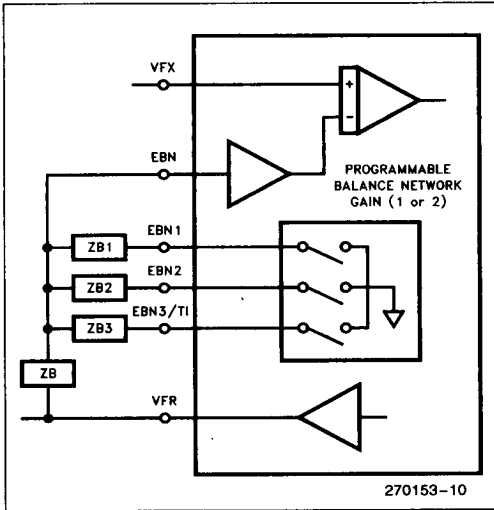 VFX
+
−
EBN
PROGRAMMABLE
BALANCE NETWORK
GAIN (1 or 2)
ZB1
EBN1
ZB2
EBN2
ZB3
EBN3/TI
ZB
VFR
270153-10